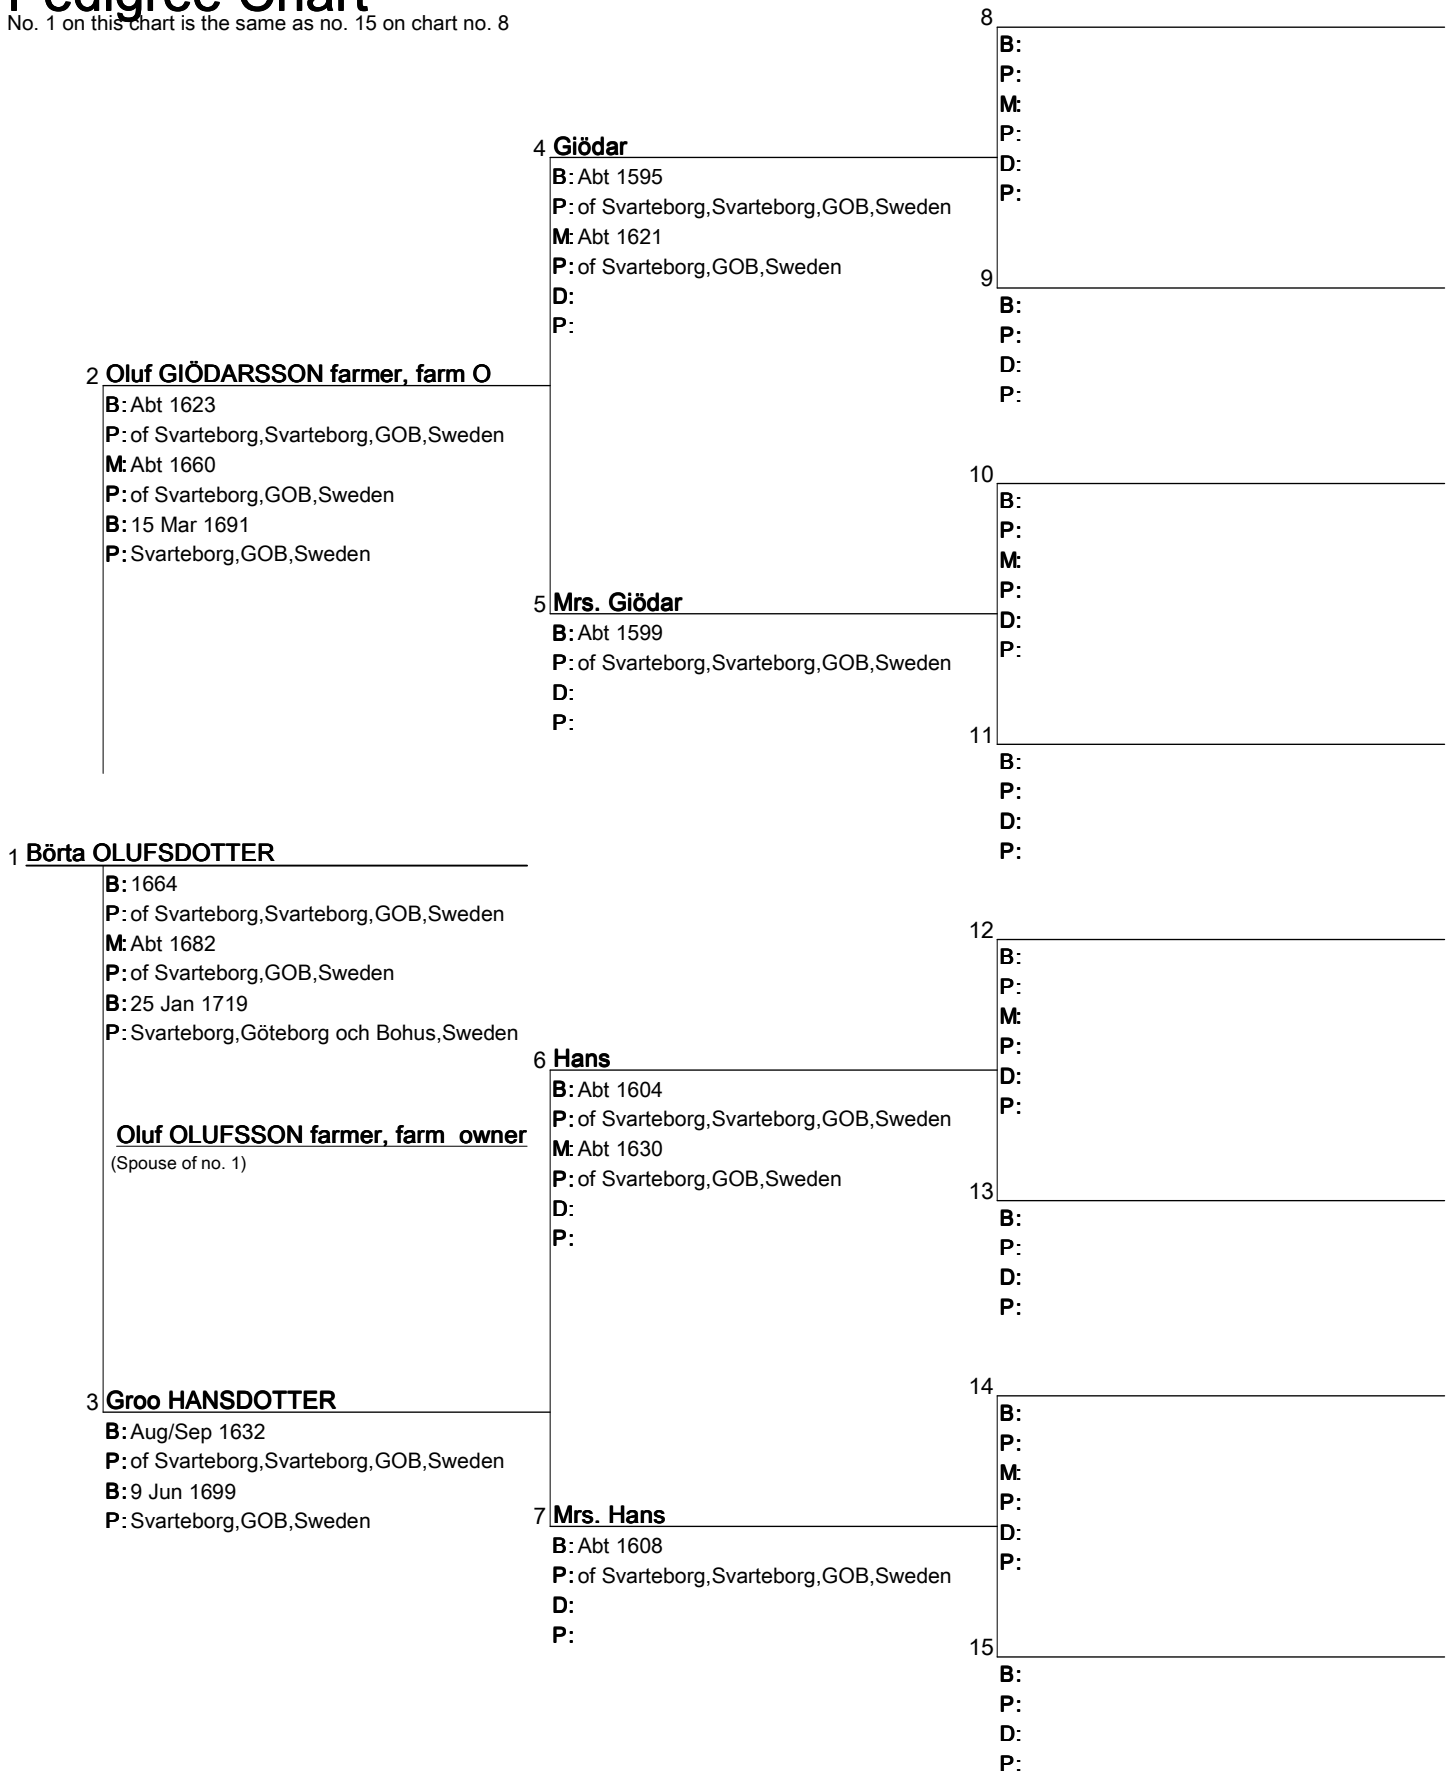 Pedigree Chart
No. 1 on this chart is the same as no. 15 on chart no. 8
8
B:
P:
M:
P:
D:
P:
4 Giödar
B: Abt 1595
P: of Svarteborg,Svarteborg,GOB,Sweden
M: Abt 1621
P: of Svarteborg,GOB,Sweden
D:
P:
9
B:
P:
D:
P:
2 Oluf GIÖDARSSON farmer, farm O
B: Abt 1623
P: of Svarteborg,Svarteborg,GOB,Sweden
M: Abt 1660
P: of Svarteborg,GOB,Sweden
B: 15 Mar 1691
P: Svarteborg,GOB,Sweden
10
B:
P:
M:
P:
D:
P:
5 Mrs. Giödar
B: Abt 1599
P: of Svarteborg,Svarteborg,GOB,Sweden
D:
P:
11
B:
P:
D:
P:
1 Börta OLUFSDOTTER
B: 1664
P: of Svarteborg,Svarteborg,GOB,Sweden
M: Abt 1682
P: of Svarteborg,GOB,Sweden
B: 25 Jan 1719
P: Svarteborg,Göteborg och Bohus,Sweden
Oluf OLUFSSON farmer, farm owner
(Spouse of no. 1)
12
B:
P:
M:
P:
D:
P:
6 Hans
B: Abt 1604
P: of Svarteborg,Svarteborg,GOB,Sweden
M: Abt 1630
P: of Svarteborg,GOB,Sweden
D:
P:
13
B:
P:
D:
P:
3 Groo HANSDOTTER
B: Aug/Sep 1632
P: of Svarteborg,Svarteborg,GOB,Sweden
B: 9 Jun 1699
P: Svarteborg,GOB,Sweden
14
B:
P:
M:
P:
D:
P:
7 Mrs. Hans
B: Abt 1608
P: of Svarteborg,Svarteborg,GOB,Sweden
D:
P:
15
B:
P:
D:
P: